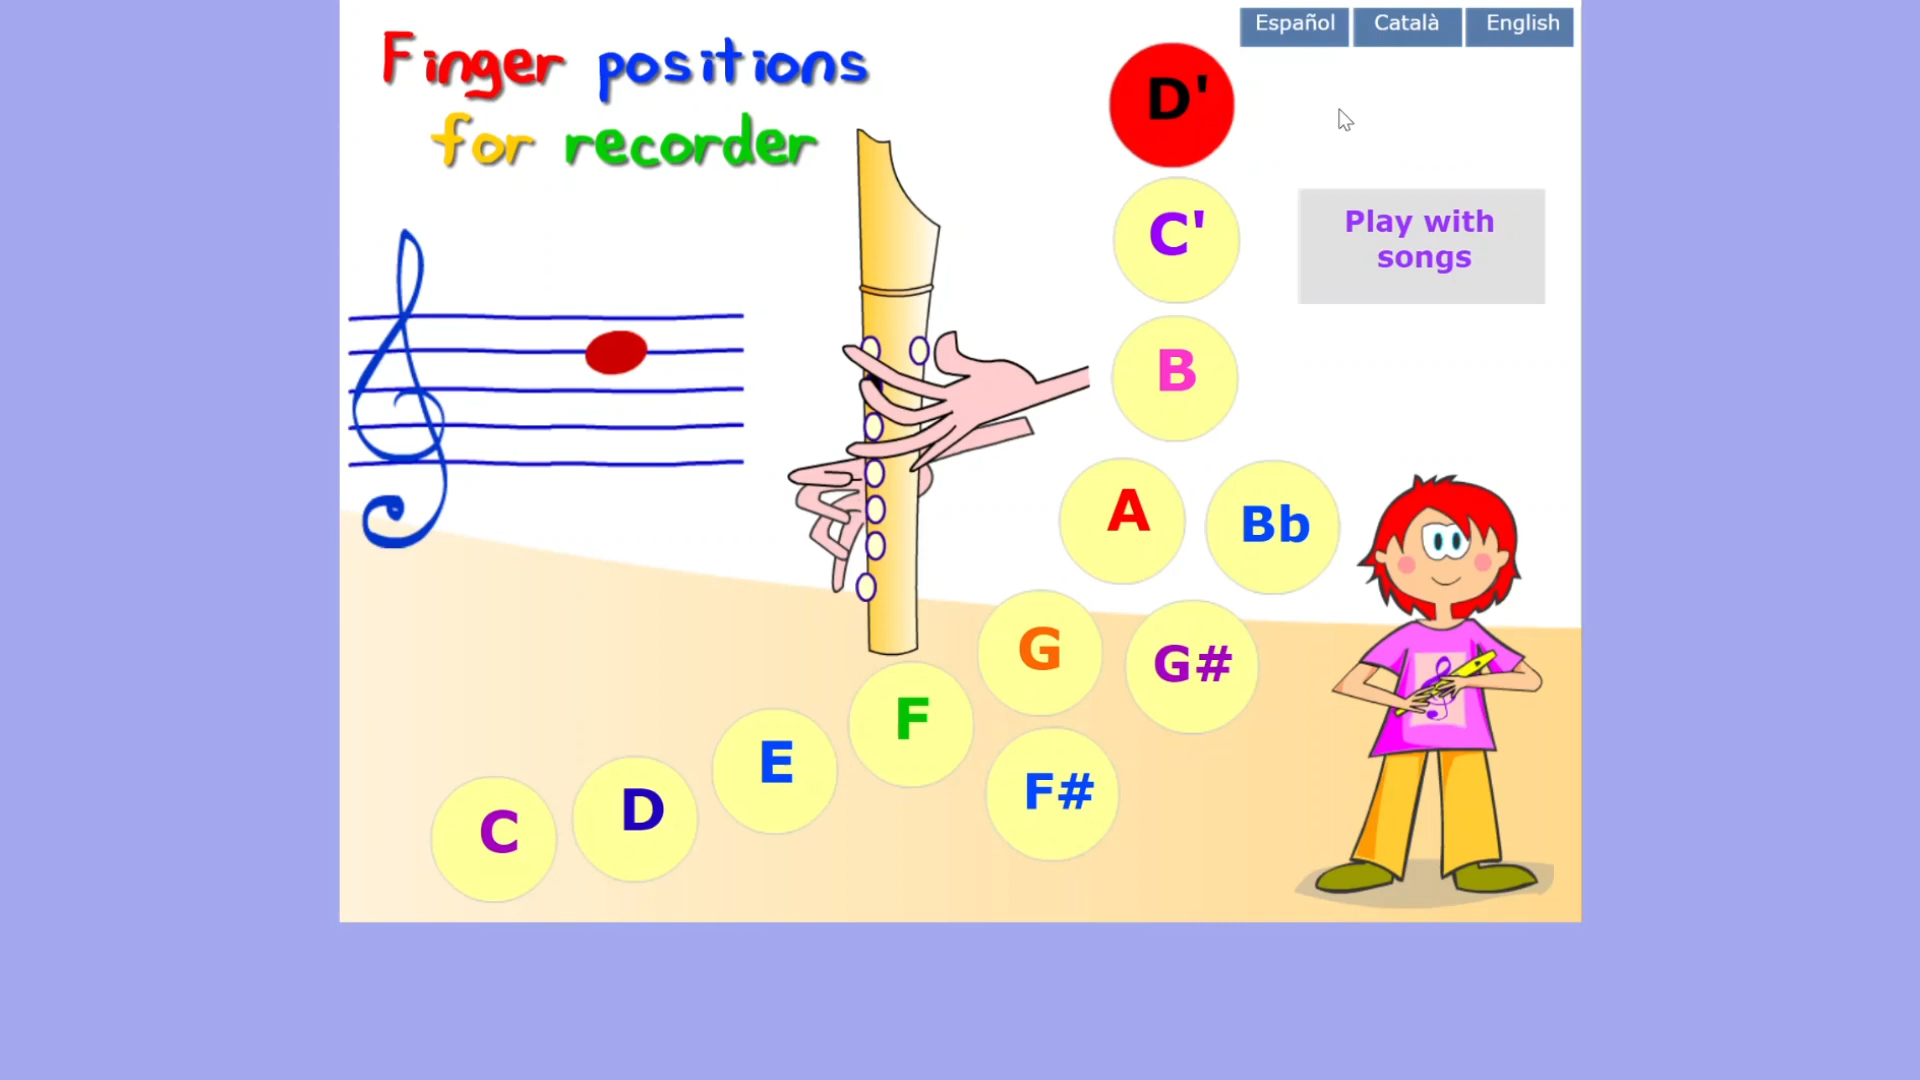 Finger positions
for recorder
Español
Català
English
D'
C'
Play with
songs
B
A
Bb
G
G#
F
F#
E
D
C